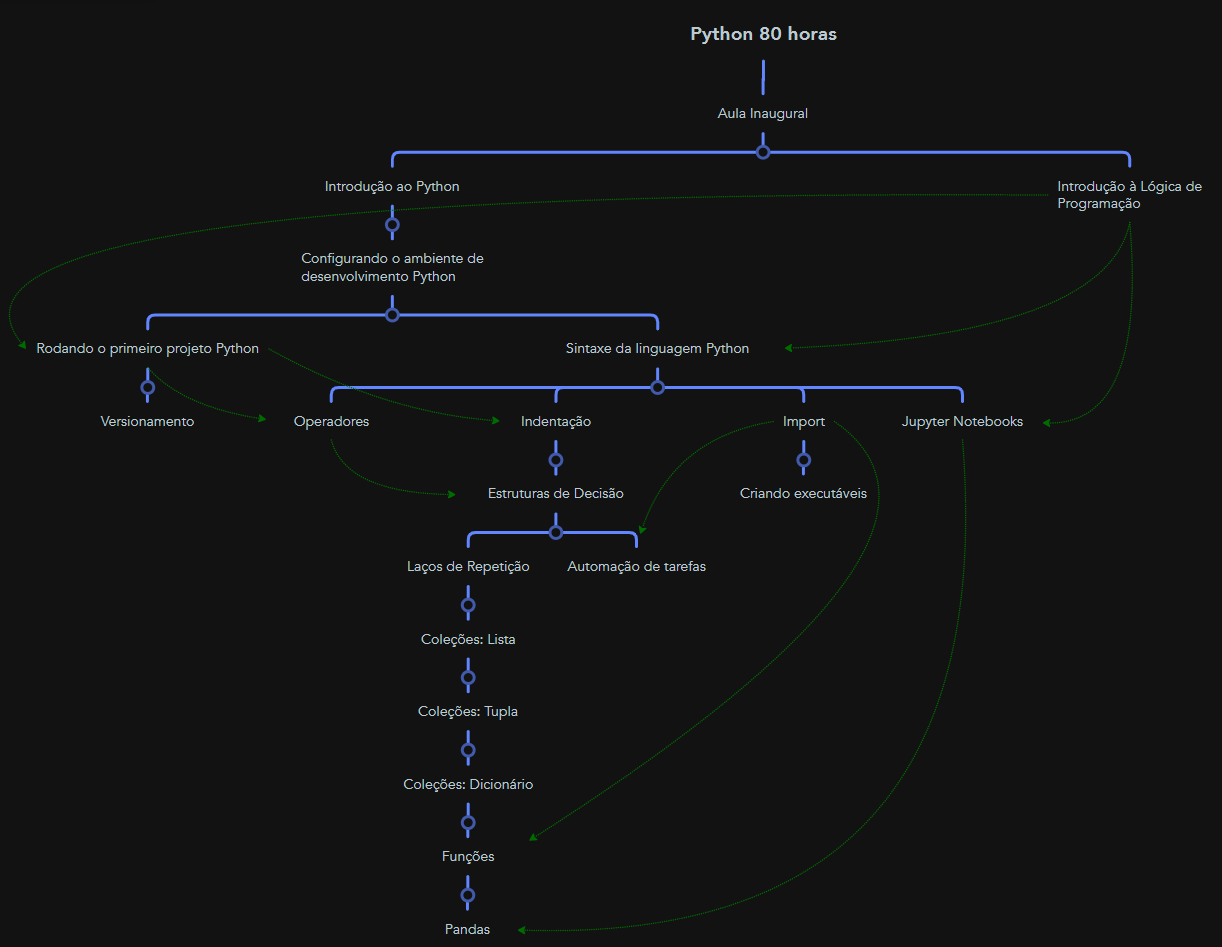 Python 80 horas
Aula Inaugural
Introdução ao Python
Introdução à Lógica de
Programação
Configurando o ambiente de
desenvolvimento Python
Rodando o primeiro projeto Python
Sintaxe da linguagem Python
Versionamento
Operadores
Indentação
Import
Jupyter Notebooks
Estruturas de Decisão
Criando executáveis
Laços de Repetição
Automação de tarefas
Coleções: Lista
Coleções: Tupla
Coleções: Dicionário
Funções
Pandas